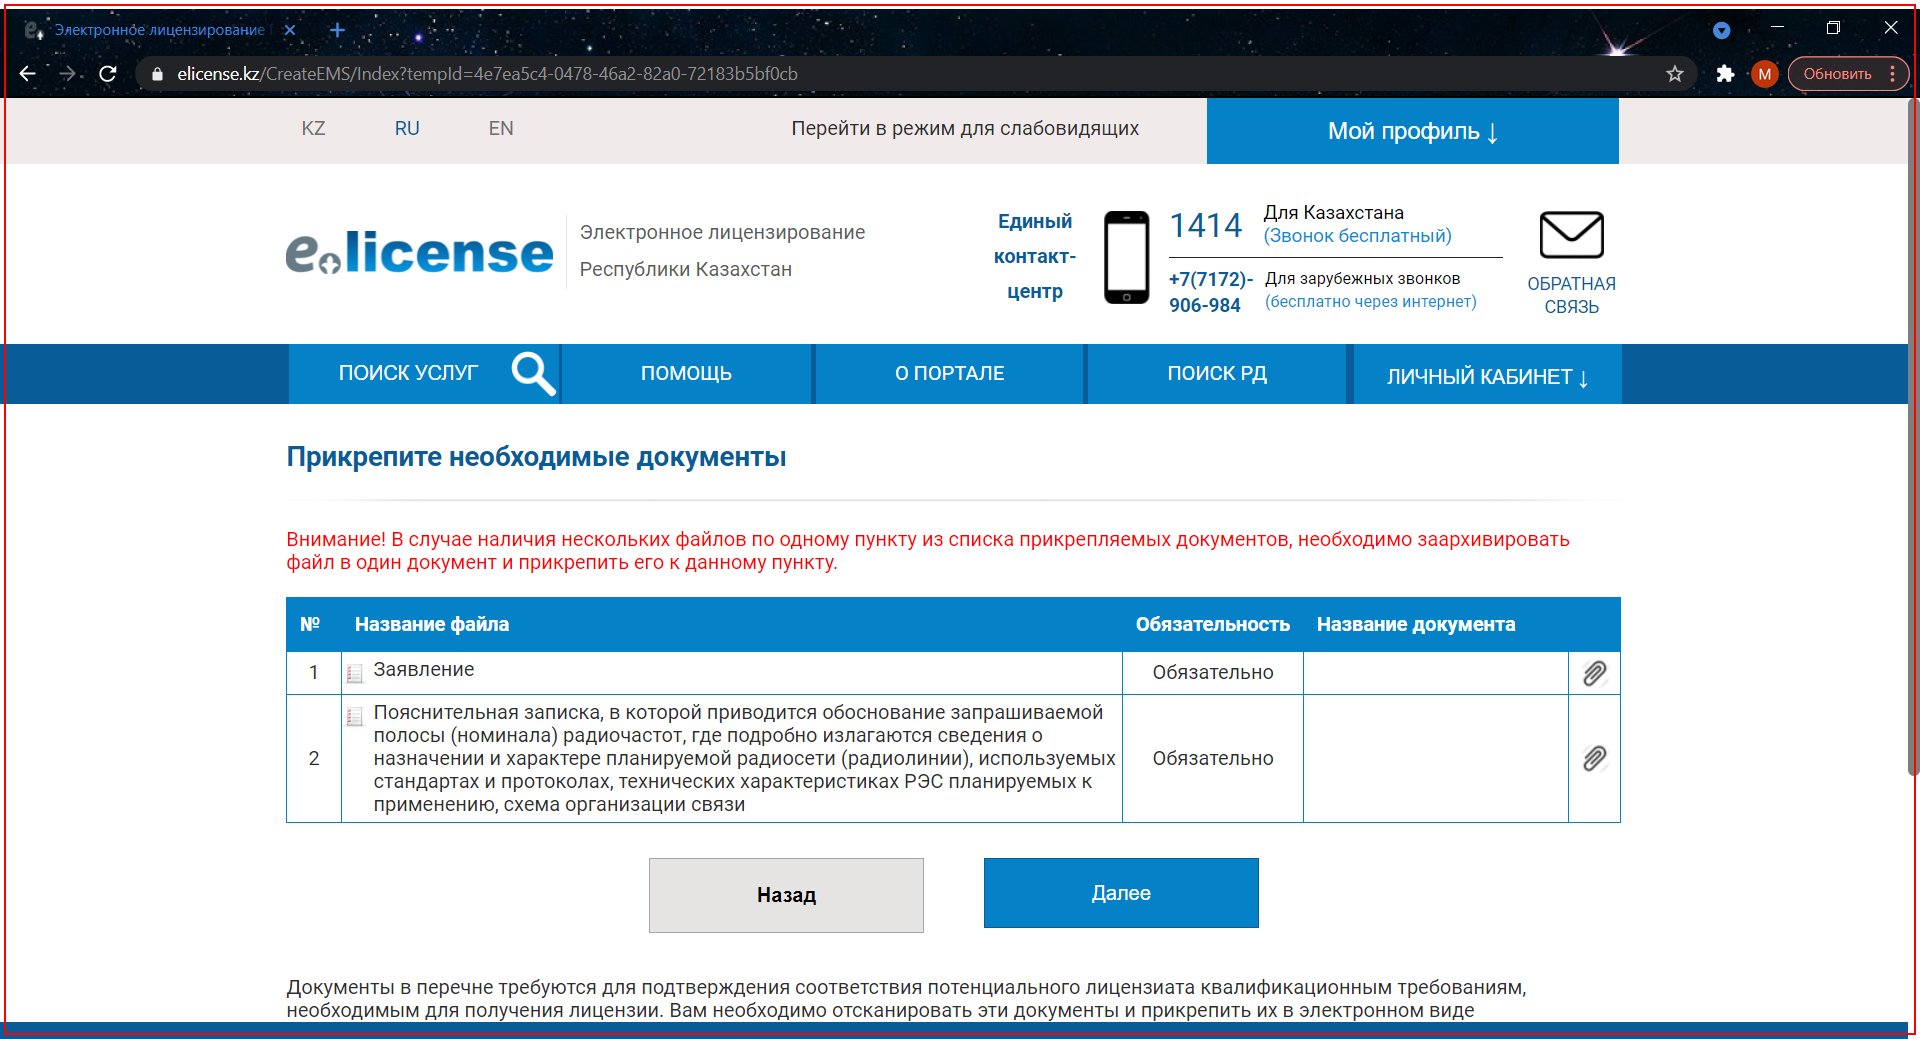 Электронное лицензирование
elicense.kz/CreateEMS/Index?tempId=4e7ea5c4-0478-46a2-82a0-72183b5bf0cb
M
Обновить
KZ RU EN
Перейти в режим для слабовидящих
Мой профиль ↓
e.license
Электронное лицензирование
Республики Казахстан
Единый
контакт-
центр
1414
Для Казахстана
(Звонок бесплатный)
+7(7172)-
906-984
Для зарубежных звонков
(бесплатно через интернет)
ОБРАТНАЯ
СВЯЗЬ
ПОИСК УСЛУГ ПОМОЩЬ О ПОРТАЛЕ ПОИСК РД ЛИЧНЫЙ КАБИНЕТ ↓
Прикрепите необходимые документы
Внимание! В случае наличия нескольких файлов по одному пункту из списка прикрепляемых документов, необходимо заархивировать
файл в один документ и прикрепить его к данному пункту.
№ Название файла Обязательность Название документа
1 Заявление Обязательно
2 Пояснительная записка, в которой приводится обоснование запрашиваемой
полосы (номинала) радиочастот, где подробно излагаются сведения о
назначении и характере планируемой радиосети (радиолинии), используемых
стандартах и протоколах, технических характеристиках РЭС планируемых к
применению, схема организации связи
Обязательно
Назад Далее
Документы в перечне требуются для подтверждения соответствия потенциального лицензиата квалификационным требованиям,
необходимым для получения лицензии. Вам необходимо отсканировать эти документы и прикрепить их в электронном виде